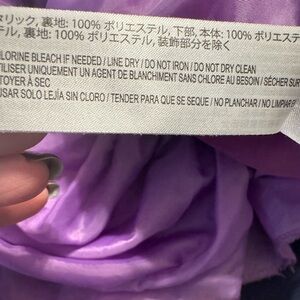 タリック, 裏地: 100% ポリエステル, 下部, 本体: 100% ポリエステ
テル, 裏地: 100% ポリエステル, 装飾部分を除く
HLORINE BLEACH IF NEEDED / LINE DRY / DO NOT IRON / DO NOT DRY CLEAN
TILISER UNIQUEMENT UN AGENT DE BLANCHIMENT SANS CHLORE AU BESOIN / SÉCHER SUR
TOYER À SEC
USAR SOLO LEJÍA SIN CLORO / TENDER PARA QUE SE SEQUE / NO PLANCHAR / NO LIMPIAR